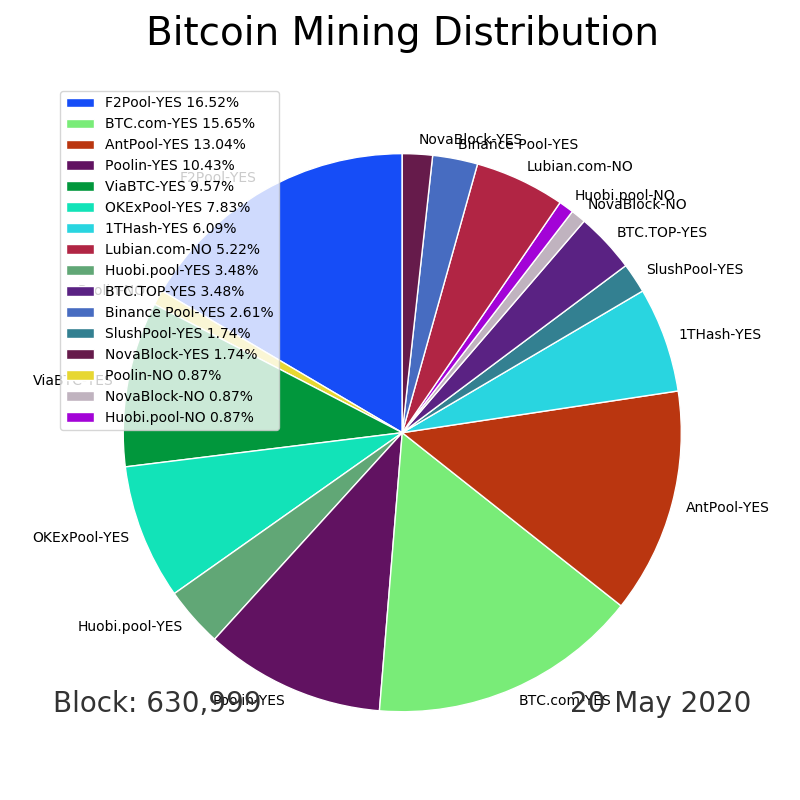 Bitcoin Mining Distribution
F2Pool-YES 16.52%
BTC.com-YES 15.65%
AntPool-YES 13.04%
Poolin-YES 10.43%
ViaBTC-YES 9.57%
OKExPool-YES 7.83%
1THash-YES 6.09%
Lubian.com-NO 5.22%
Huobi.pool-YES 3.48%
BTC.TOP-YES 3.48%
Binance Pool-YES 2.61%
SlushPool-YES 1.74%
NovaBlock-YES 1.74%
Poolin-NO 0.87%
NovaBlock-NO 0.87%
Huobi.pool-NO 0.87%
NovaBlock-YES
Binance Pool-YES
Lubian.com-NO
Huobi.pool-NO
NovaBlock-NO
BTC.TOP-YES
SlushPool-YES
1THash-YES
AntPool-YES
BTC.com-YES
Poolin-YES
Huobi.pool-YES
OKExPool-YES
ViaBTC-YES
Poolin-NO
F2Pool-YES
Block: 630,999
20 May 2020